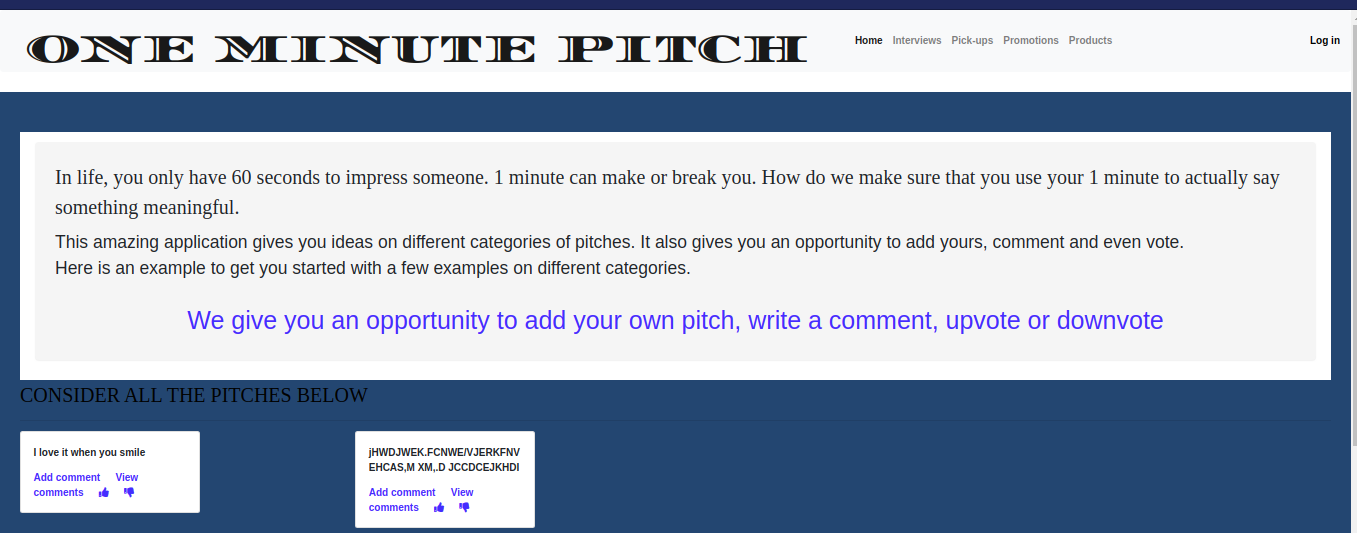 ONE MINUTE PITCH
Home Interviews Pick-ups Promotions Products Log in
In life, you only have 60 seconds to impress someone. 1 minute can make or break you. How do we make sure that you use your 1 minute to actually say
something meaningful.
This amazing application gives you ideas on different categories of pitches. It also gives you an opportunity to add yours, comment and even vote.
Here is an example to get you started with a few examples on different categories.
We give you an opportunity to add your own pitch, write a comment, upvote or downvote
CONSIDER ALL THE PITCHES BELOW
I love it when you smile
Add comment View
comments
jHWDJWEK.FCNWE/VJERKFNV
EHCAS,M XM,.D JCCDCEJKHDI
Add comment View
comments